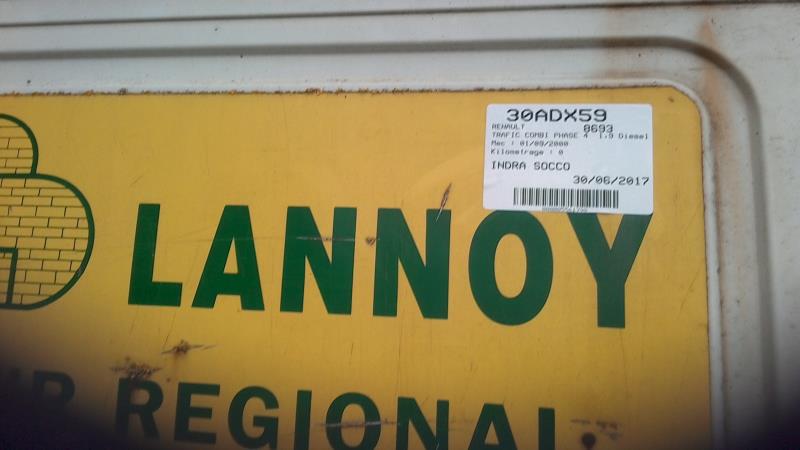 30ADX59
RENAULT 8693
TRAFIC COMBI PHASE 4 1.9 Diesel
Mec : 01/09/2000
Kilometrage : 0
INDRA SOCCO
30/06/2017
LANNOY
REGIONAL